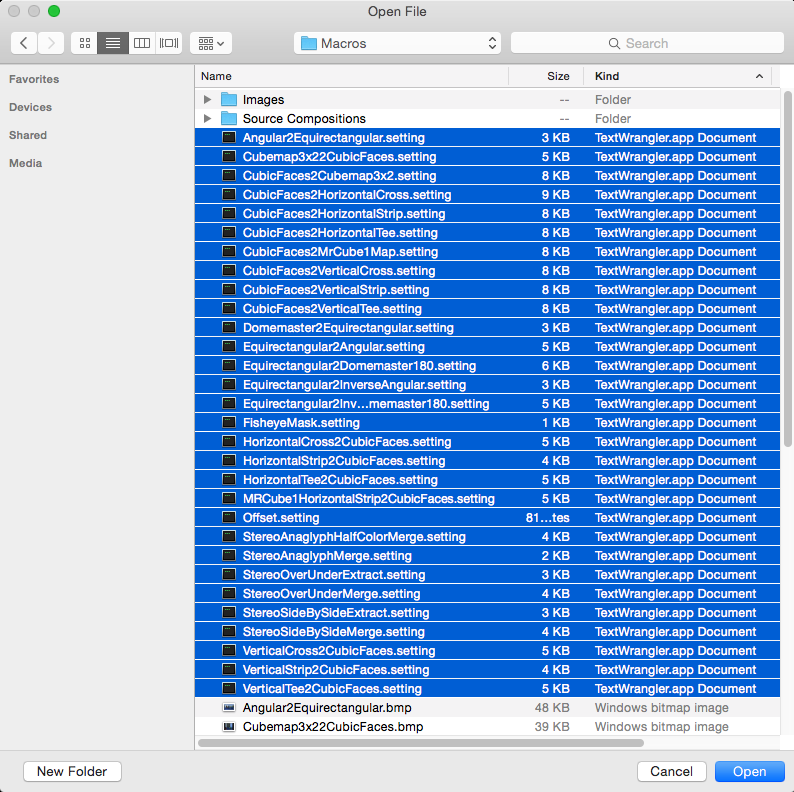 Open File
Macros
Search
Favorites
Devices
Shared
Media
Name Size Kind
Images -- Folder
Source Compositions -- Folder
Angular2Equirectangular.setting 3 KB TextWrangler.app Document
Cubemap3x22CubicFaces.setting 5 KB TextWrangler.app Document
CubicFaces2Cubemap3x2.setting 8 KB TextWrangler.app Document
CubicFaces2HorizontalCross.setting 9 KB TextWrangler.app Document
CubicFaces2HorizontalStrip.setting 8 KB TextWrangler.app Document
CubicFaces2HorizontalTee.setting 8 KB TextWrangler.app Document
CubicFaces2MrCube1Map.setting 8 KB TextWrangler.app Document
CubicFaces2VerticalCross.setting 8 KB TextWrangler.app Document
CubicFaces2VerticalStrip.setting 8 KB TextWrangler.app Document
CubicFaces2VerticalTee.setting 8 KB TextWrangler.app Document
Domemaster2Equirectangular.setting 3 KB TextWrangler.app Document
Equirectangular2Angular.setting 5 KB TextWrangler.app Document
Equirectangular2Domemaster180.setting 6 KB TextWrangler.app Document
Equirectangular2InverseAngular.setting 3 KB TextWrangler.app Document
Equirectangular2Inv...memaster180.setting 5 KB TextWrangler.app Document
FisheyeMask.setting 1 KB TextWrangler.app Document
HorizontalCross2CubicFaces.setting 5 KB TextWrangler.app Document
HorizontalStrip2CubicFaces.setting 4 KB TextWrangler.app Document
HorizontalTee2CubicFaces.setting 5 KB TextWrangler.app Document
MRCube1HorizontalStrip2CubicFaces.setting 5 KB TextWrangler.app Document
Offset.setting 81...tes TextWrangler.app Document
StereoAnaglyphHalfColorMerge.setting 4 KB TextWrangler.app Document
StereoAnaglyphMerge.setting 2 KB TextWrangler.app Document
StereoOverUnderExtract.setting 3 KB TextWrangler.app Document
StereoOverUnderMerge.setting 4 KB TextWrangler.app Document
StereoSideBySideExtract.setting 3 KB TextWrangler.app Document
StereoSideBySideMerge.setting 4 KB TextWrangler.app Document
VerticalCross2CubicFaces.setting 5 KB TextWrangler.app Document
VerticalStrip2CubicFaces.setting 4 KB TextWrangler.app Document
VerticalTee2CubicFaces.setting 5 KB TextWrangler.app Document
Angular2Equirectangular.bmp 48 KB Windows bitmap image
Cubemap3x22CubicFaces.bmp 39 KB Windows bitmap image
New Folder Cancel Open